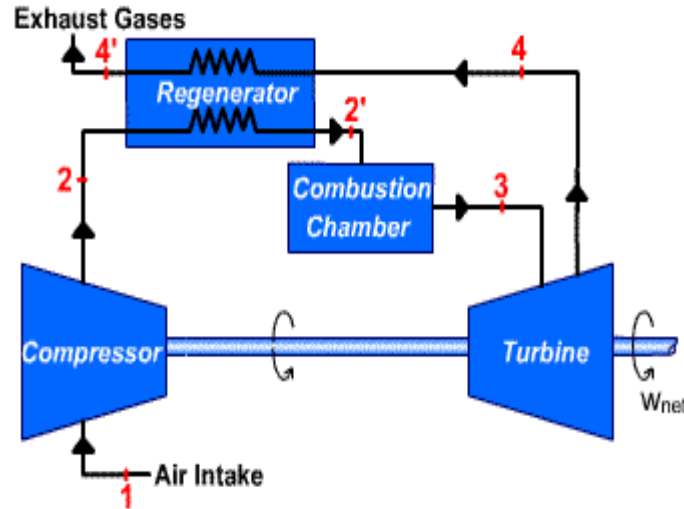 Exhaust Gases
4'
4
Regenerator
2'
2
Combustion
Chamber
3
Compressor
Turbine
Wnet
Air Intake
1